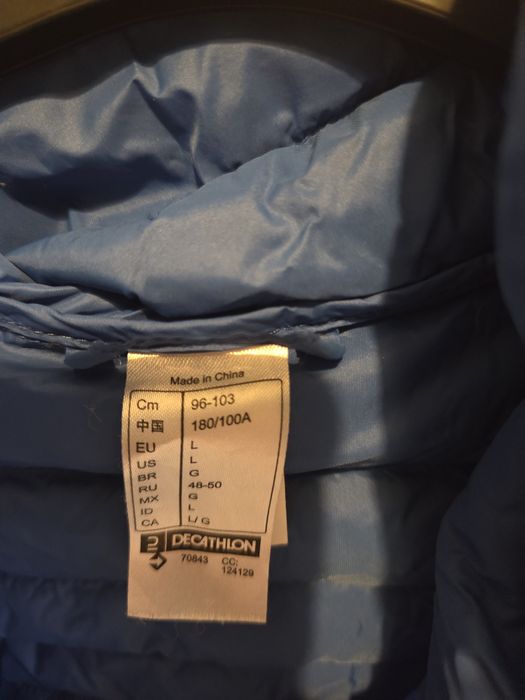 Made in China
Cm 96-103
中国 180/100A
EU L
US L
BR G
RU 48-50
MX G
ID L
CA L/G
DECATHLON
70843 CC:
124129